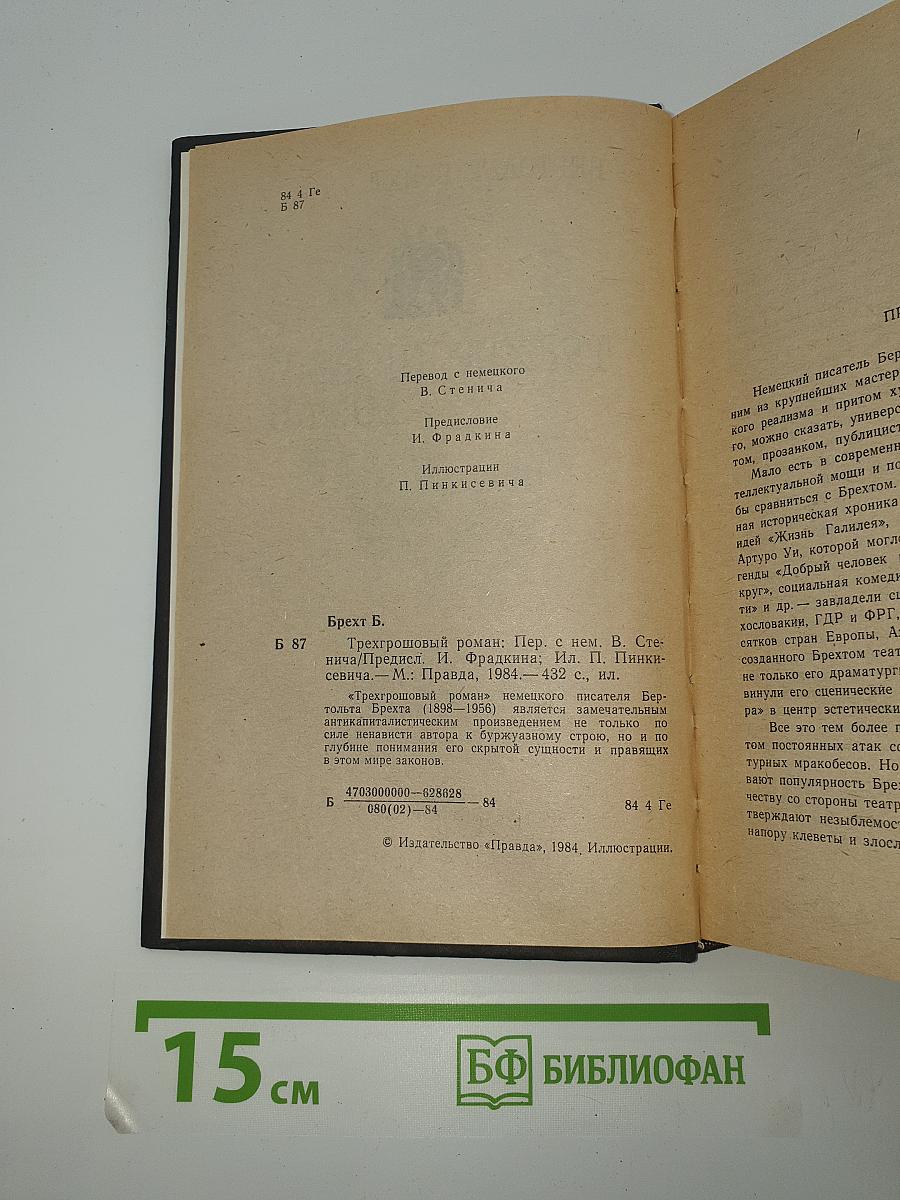 84 4 Ге
Б 87
Перевод с немецкого
В. Стенича
Предисловие
И. Фрадкина
Иллюстрации
П. Пинкисевича
Брехт Б.
Б 87 Трехгрошовый роман: Пер. с нем. В. Сте-
нича/Предисл. И. Фрадкина; Ил. П. Пинки-
севича.— М.: Правда, 1984.— 432 с., ил.
«Трехгрошовый роман» немецкого писателя Бер-
тольта Брехта (1898—1956) является замечательным
антикапиталистическим произведением не только по
силе ненависти автора к буржуазному строю, но и по
глубине понимания его скрытой сущности и правящих
в этом мире законов.
Б 4703000000—628628
080(02)—84 —84 84 4 Ге
© Издательство «Правда», 1984. Иллюстрации.
Немецкий писатель Бер
ним из крупнейших мастер
кого реализма и притом ху
го, можно сказать, универс
том, прозаиком, публицист
Мало есть в современн
теллектуальной мощи и по
бы сравниться с Брехтом.
ная историческая хроника
идей «Жизнь Галилея»,
Артуро Уи, которой могло
генды «Добрый человек
круг», социальная комеди
ти» и др.— завладели сц
хословакии, ГДР и ФРГ,
сятков стран Европы, Аз
созданного Брехтом теат
не только его драматурги
винули его сценические
ра» в центр эстетически
Все это тем более п
том постоянных атак со
турных мракобесов. Но
вают популярность Брех
честву со стороны театр
тверждают незыблемост
напору клеветы и злосл
15 см
БФ БИБЛИОФАН